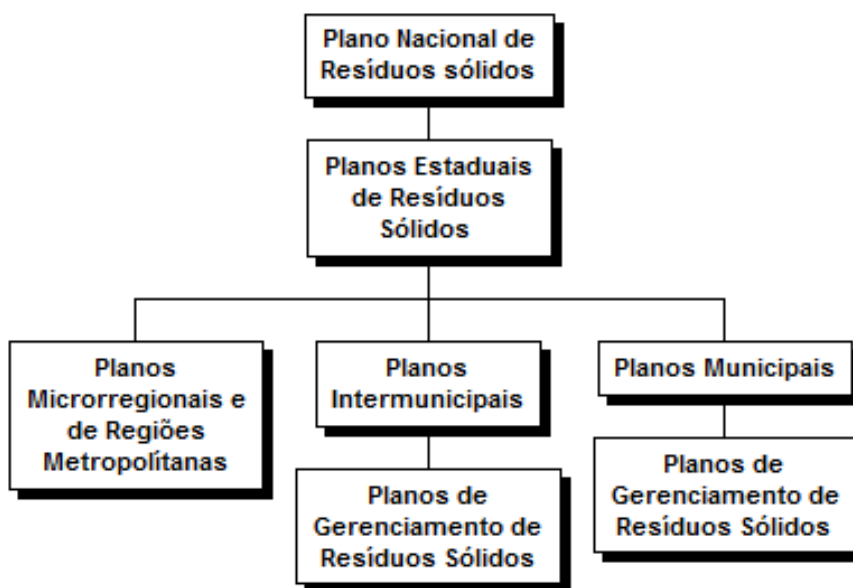 Plano Nacional de
Resíduos sólidos
Planos Estaduais
de Resíduos
Sólidos
Planos
Microrregionais e
de Regiões
Metropolitanas
Planos
Intermunicipais
Planos Municipais
Planos de
Gerenciamento de
Resíduos Sólidos
Planos de
Gerenciamento de
Resíduos Sólidos